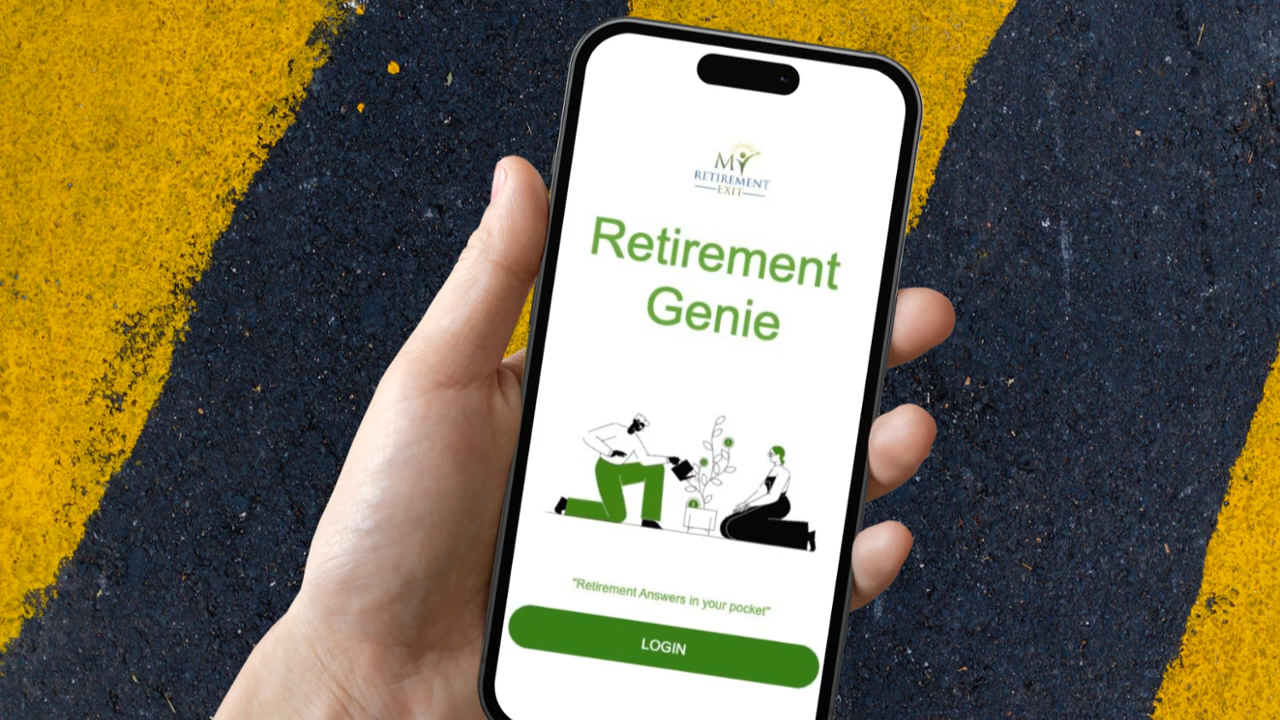 MY
RETIREMENT
EXIT
Retirement
Genie
"Retirement Answers in your pocket"
LOGIN